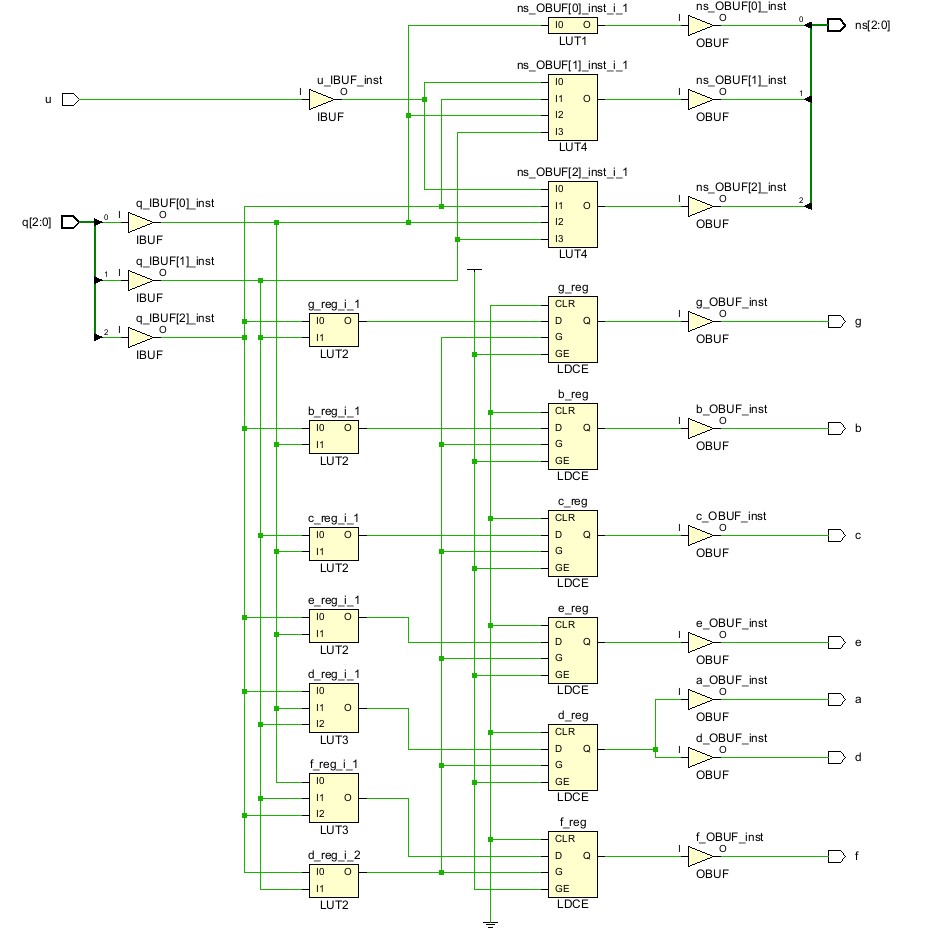 ns_OBUF[0]_inst_i_1
I0 O
LUT1
ns_OBUF[0]_inst
I O
OBUF
0
ns[2:0]
u
u_IBUF_inst
I O
IBUF
ns_OBUF[1]_inst_i_1
I0
I1 O
I2
I3
LUT4
ns_OBUF[1]_inst
I O
OBUF
1
ns_OBUF[2]_inst_i_1
I0
I1 O
I2
I3
LUT4
ns_OBUF[2]_inst
I O
OBUF
2
q[2:0]
0
q_IBUF[0]_inst
I O
IBUF
1
q_IBUF[1]_inst
I O
IBUF
2
q_IBUF[2]_inst
I O
IBUF
g_reg_i_1
I0 O
I1
LUT2
g_reg
CLR
D Q
G
GE
LDCE
g_OBUF_inst
I O
OBUF
g
b_reg_i_1
I0 O
I1
LUT2
b_reg
CLR
D Q
G
GE
LDCE
b_OBUF_inst
I O
OBUF
b
c_reg_i_1
I0 O
I1
LUT2
c_reg
CLR
D Q
G
GE
LDCE
c_OBUF_inst
I O
OBUF
c
e_reg_i_1
I0 O
I1
LUT2
e_reg
CLR
D Q
G
GE
LDCE
e_OBUF_inst
I O
OBUF
e
d_reg_i_1
I0
I1 O
I2
LUT3
d_reg
CLR
D Q
G
GE
LDCE
a_OBUF_inst
I O
OBUF
a
d_OBUF_inst
I O
OBUF
d
f_reg_i_1
I0
I1 O
I2
LUT3
f_reg
CLR
D Q
G
GE
LDCE
f_OBUF_inst
I O
OBUF
f
d_reg_i_2
I0 O
I1
LUT2